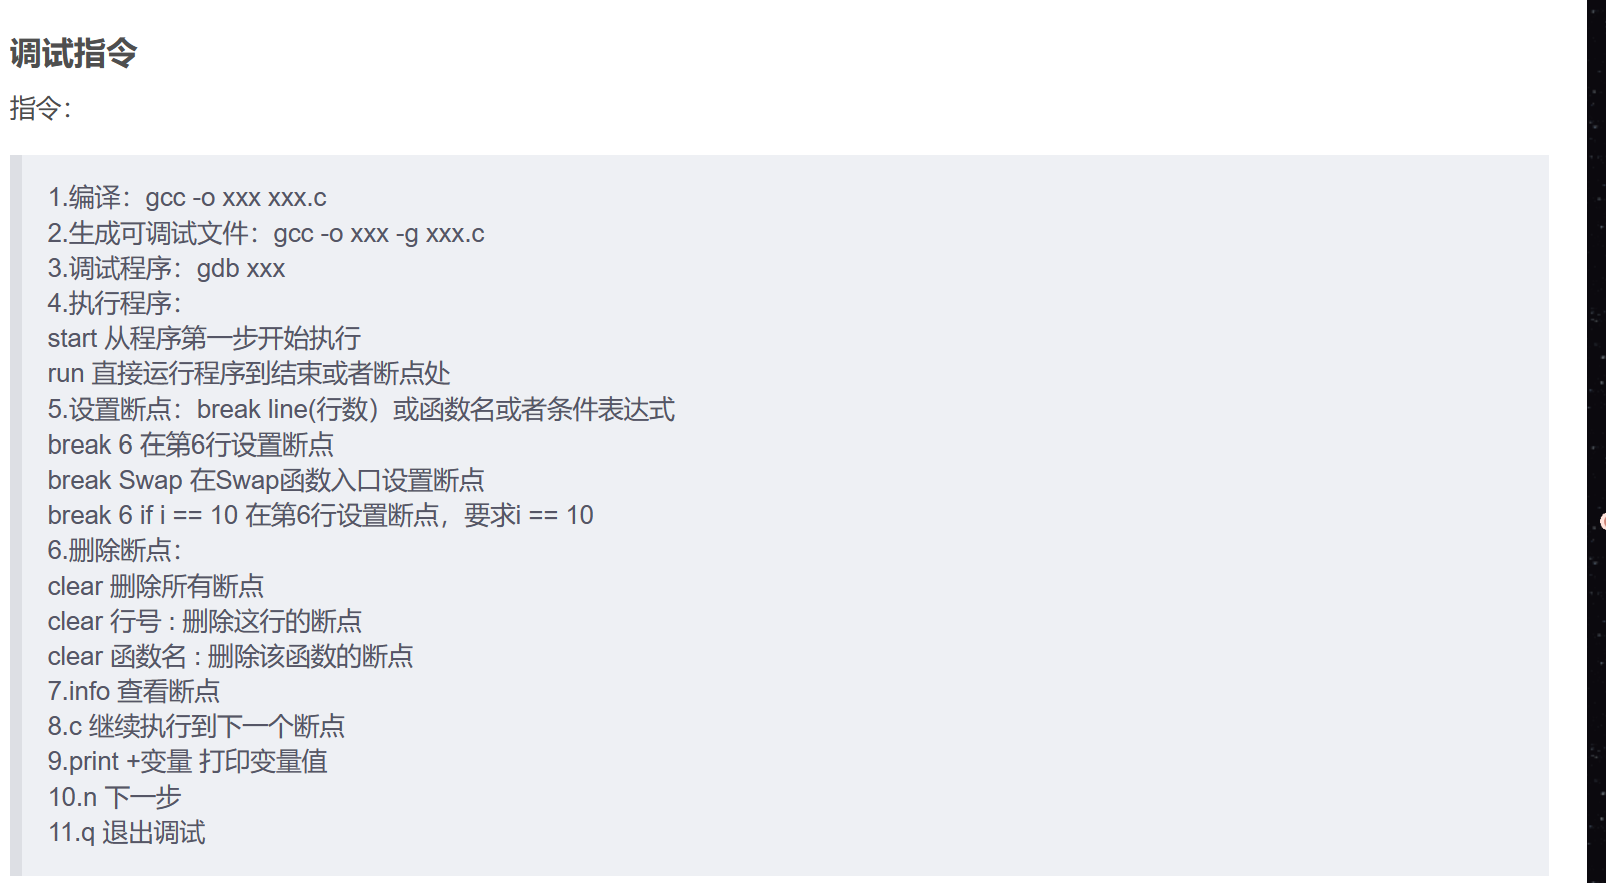 调试指令
指令：
1.编译：gcc -o xxx xxx.c
2.生成可调试文件：gcc -o xxx -g xxx.c
3.调试程序：gdb xxx
4.执行程序：
start 从程序第一步开始执行
run 直接运行程序到结束或者断点处
5.设置断点：break line(行数）或函数名或者条件表达式
break 6 在第6行设置断点
break Swap 在Swap函数入口设置断点
break 6 if i == 10 在第6行设置断点，要求i == 10
6.删除断点：
clear 删除所有断点
clear 行号 : 删除这行的断点
clear 函数名 : 删除该函数的断点
7.info 查看断点
8.c 继续执行到下一个断点
9.print +变量 打印变量值
10.n 下一步
11.q 退出调试